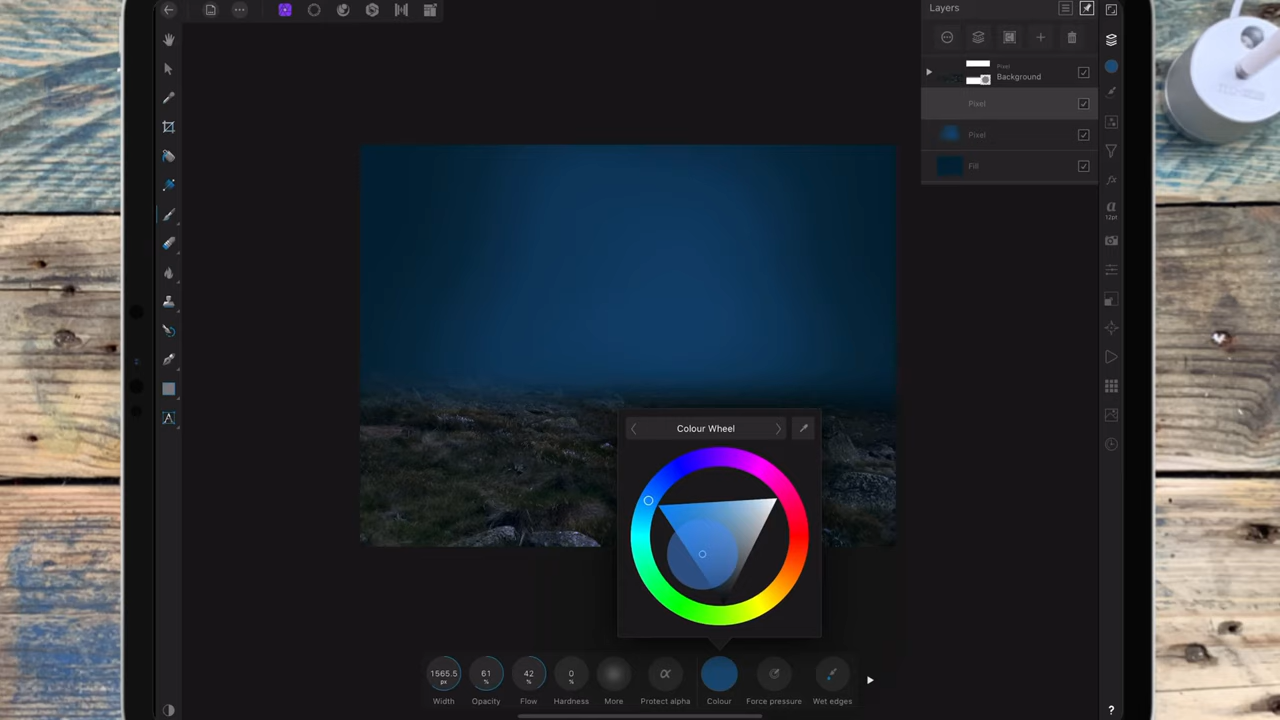 Layers
Pixel
Background
Pixel
Pixel
Fill
A
a
12pt
Colour Wheel
1565.5
px
61
%
42
%
0
%
α
Width
Opacity
Flow
Hardness
More
Protect alpha
Colour
Force pressure
Wet edges
?